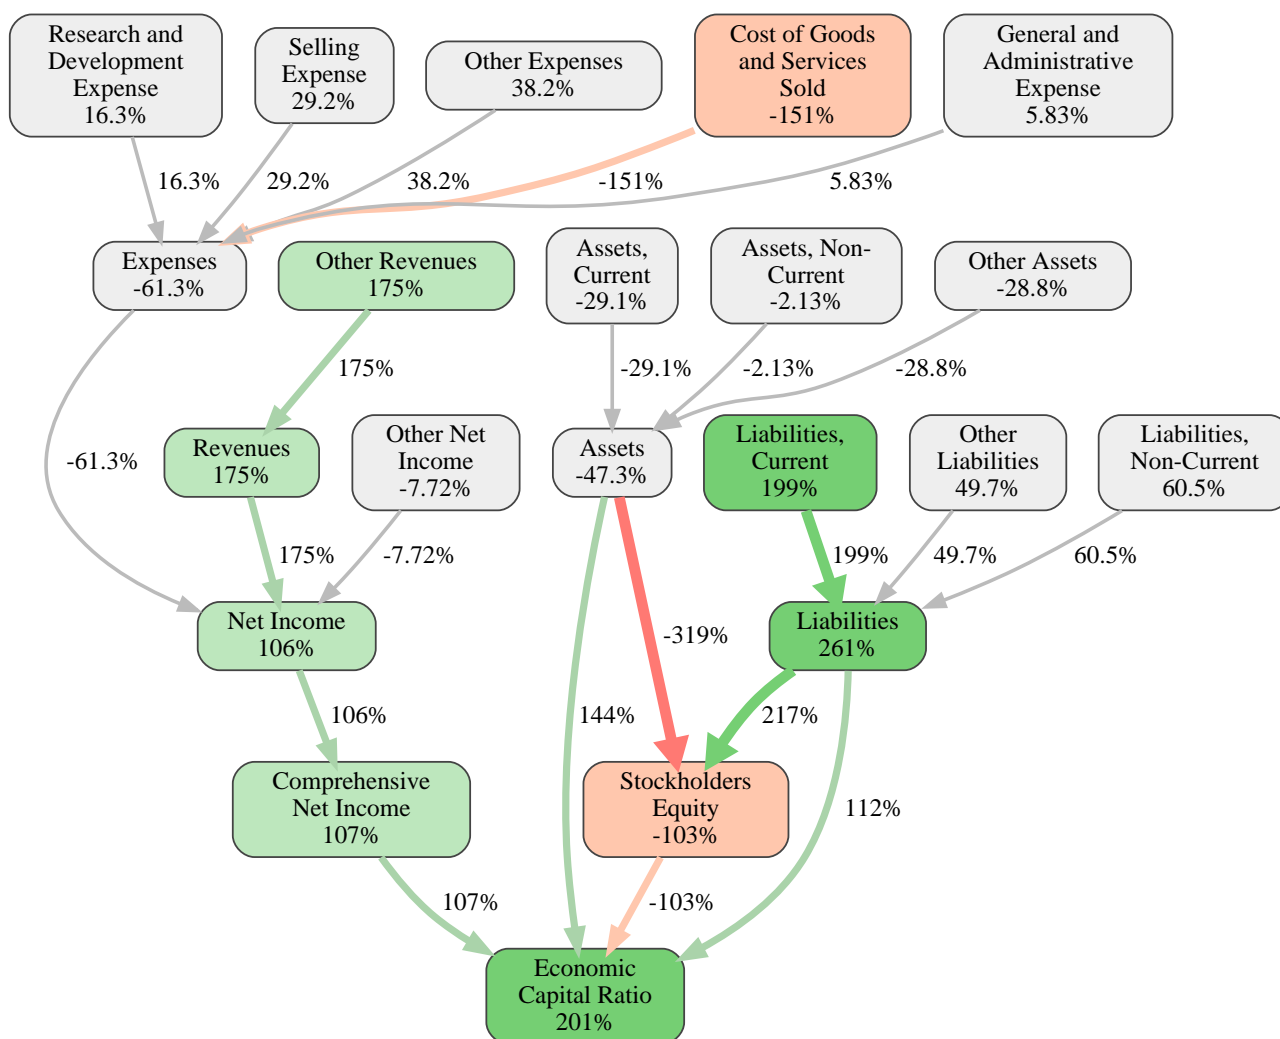 Research and
Development
Expense
16.3%
Selling
Expense
29.2%
Other Expenses
38.2%
Cost of Goods
and Services
Sold
-151%
General and
Administrative
Expense
5.83%
16.3%
29.2%
38.2%
-151%
5.83%
Expenses
-61.3%
Other Revenues
175%
Assets,
Current
-29.1%
Assets, Non-
Current
-2.13%
Other Assets
-28.8%
175%
-29.1%
-2.13%
-28.8%
-61.3%
Revenues
175%
Other Net
Income
-7.72%
Assets
-47.3%
Liabilities,
Current
199%
Other
Liabilities
49.7%
Liabilities,
Non-Current
60.5%
175%
-7.72%
199%
49.7%
60.5%
Net Income
106%
-319%
Liabilities
261%
106%
144%
217%
Comprehensive
Net Income
107%
Stockholders
Equity
-103%
112%
107%
-103%
Economic
Capital Ratio
201%